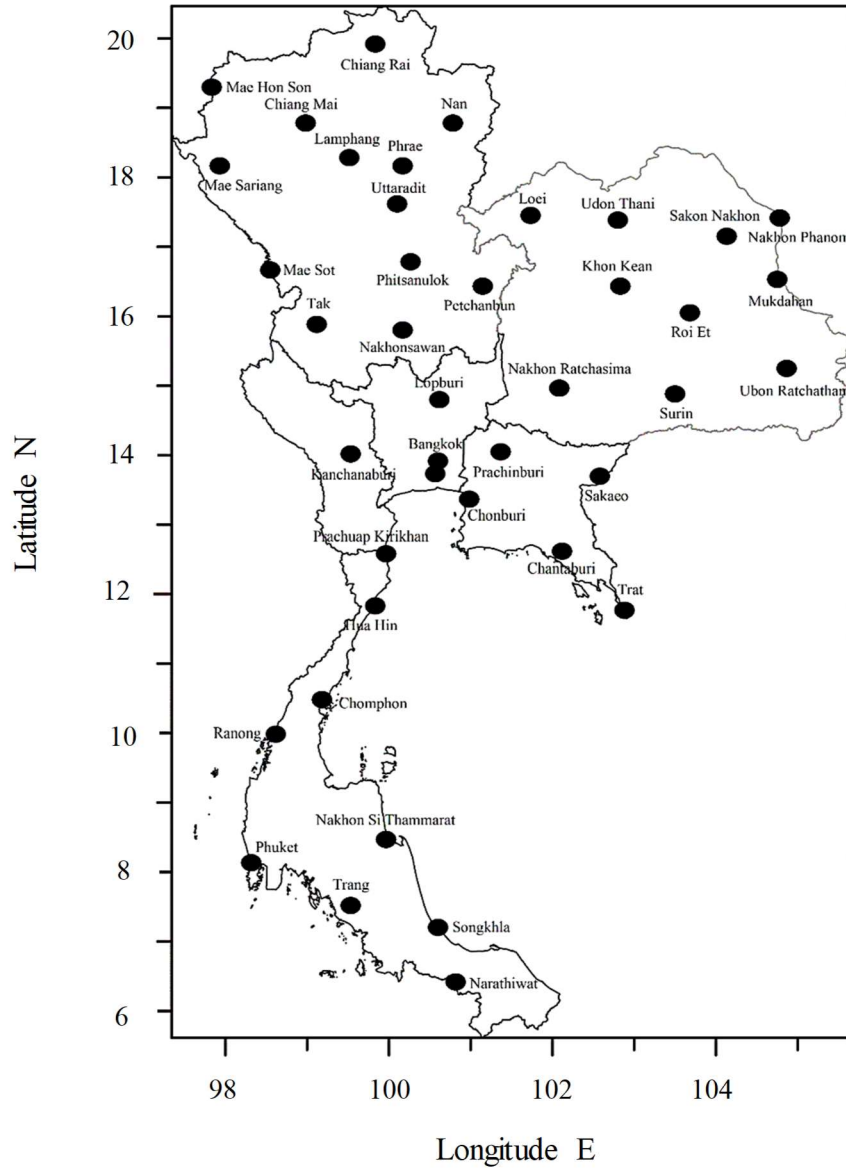 20
Chiang Rai
Mae Hon Son
Chiang Mai
Nan
Lamphang
Phrae
18
Mae Sariang
Uttaradit
Loei
Udon Thani
Sakon Nakhon
Nakhon Phanom
Mae Sot
Phitsanulok
Khon Kean
Petchanbun
Mukdahan
16
Tak
Roi Et
Nakhonsawan
Nakhon Ratchasima
Lopburi
Ubon Ratchatham
Surin
14
Bangkok
Kanchanaburi
Prachinburi
Sakaeo
Chonburi
Prachuap Kirikhan
Chantaburi
12
Trat
Hua Hin
Chomphon
10
Ranong
Nakhon Si Thammarat
Phuket
8
Trang
Songkhla
Narathiwat
6
98
100
102
104
Latitude N
Longitude E